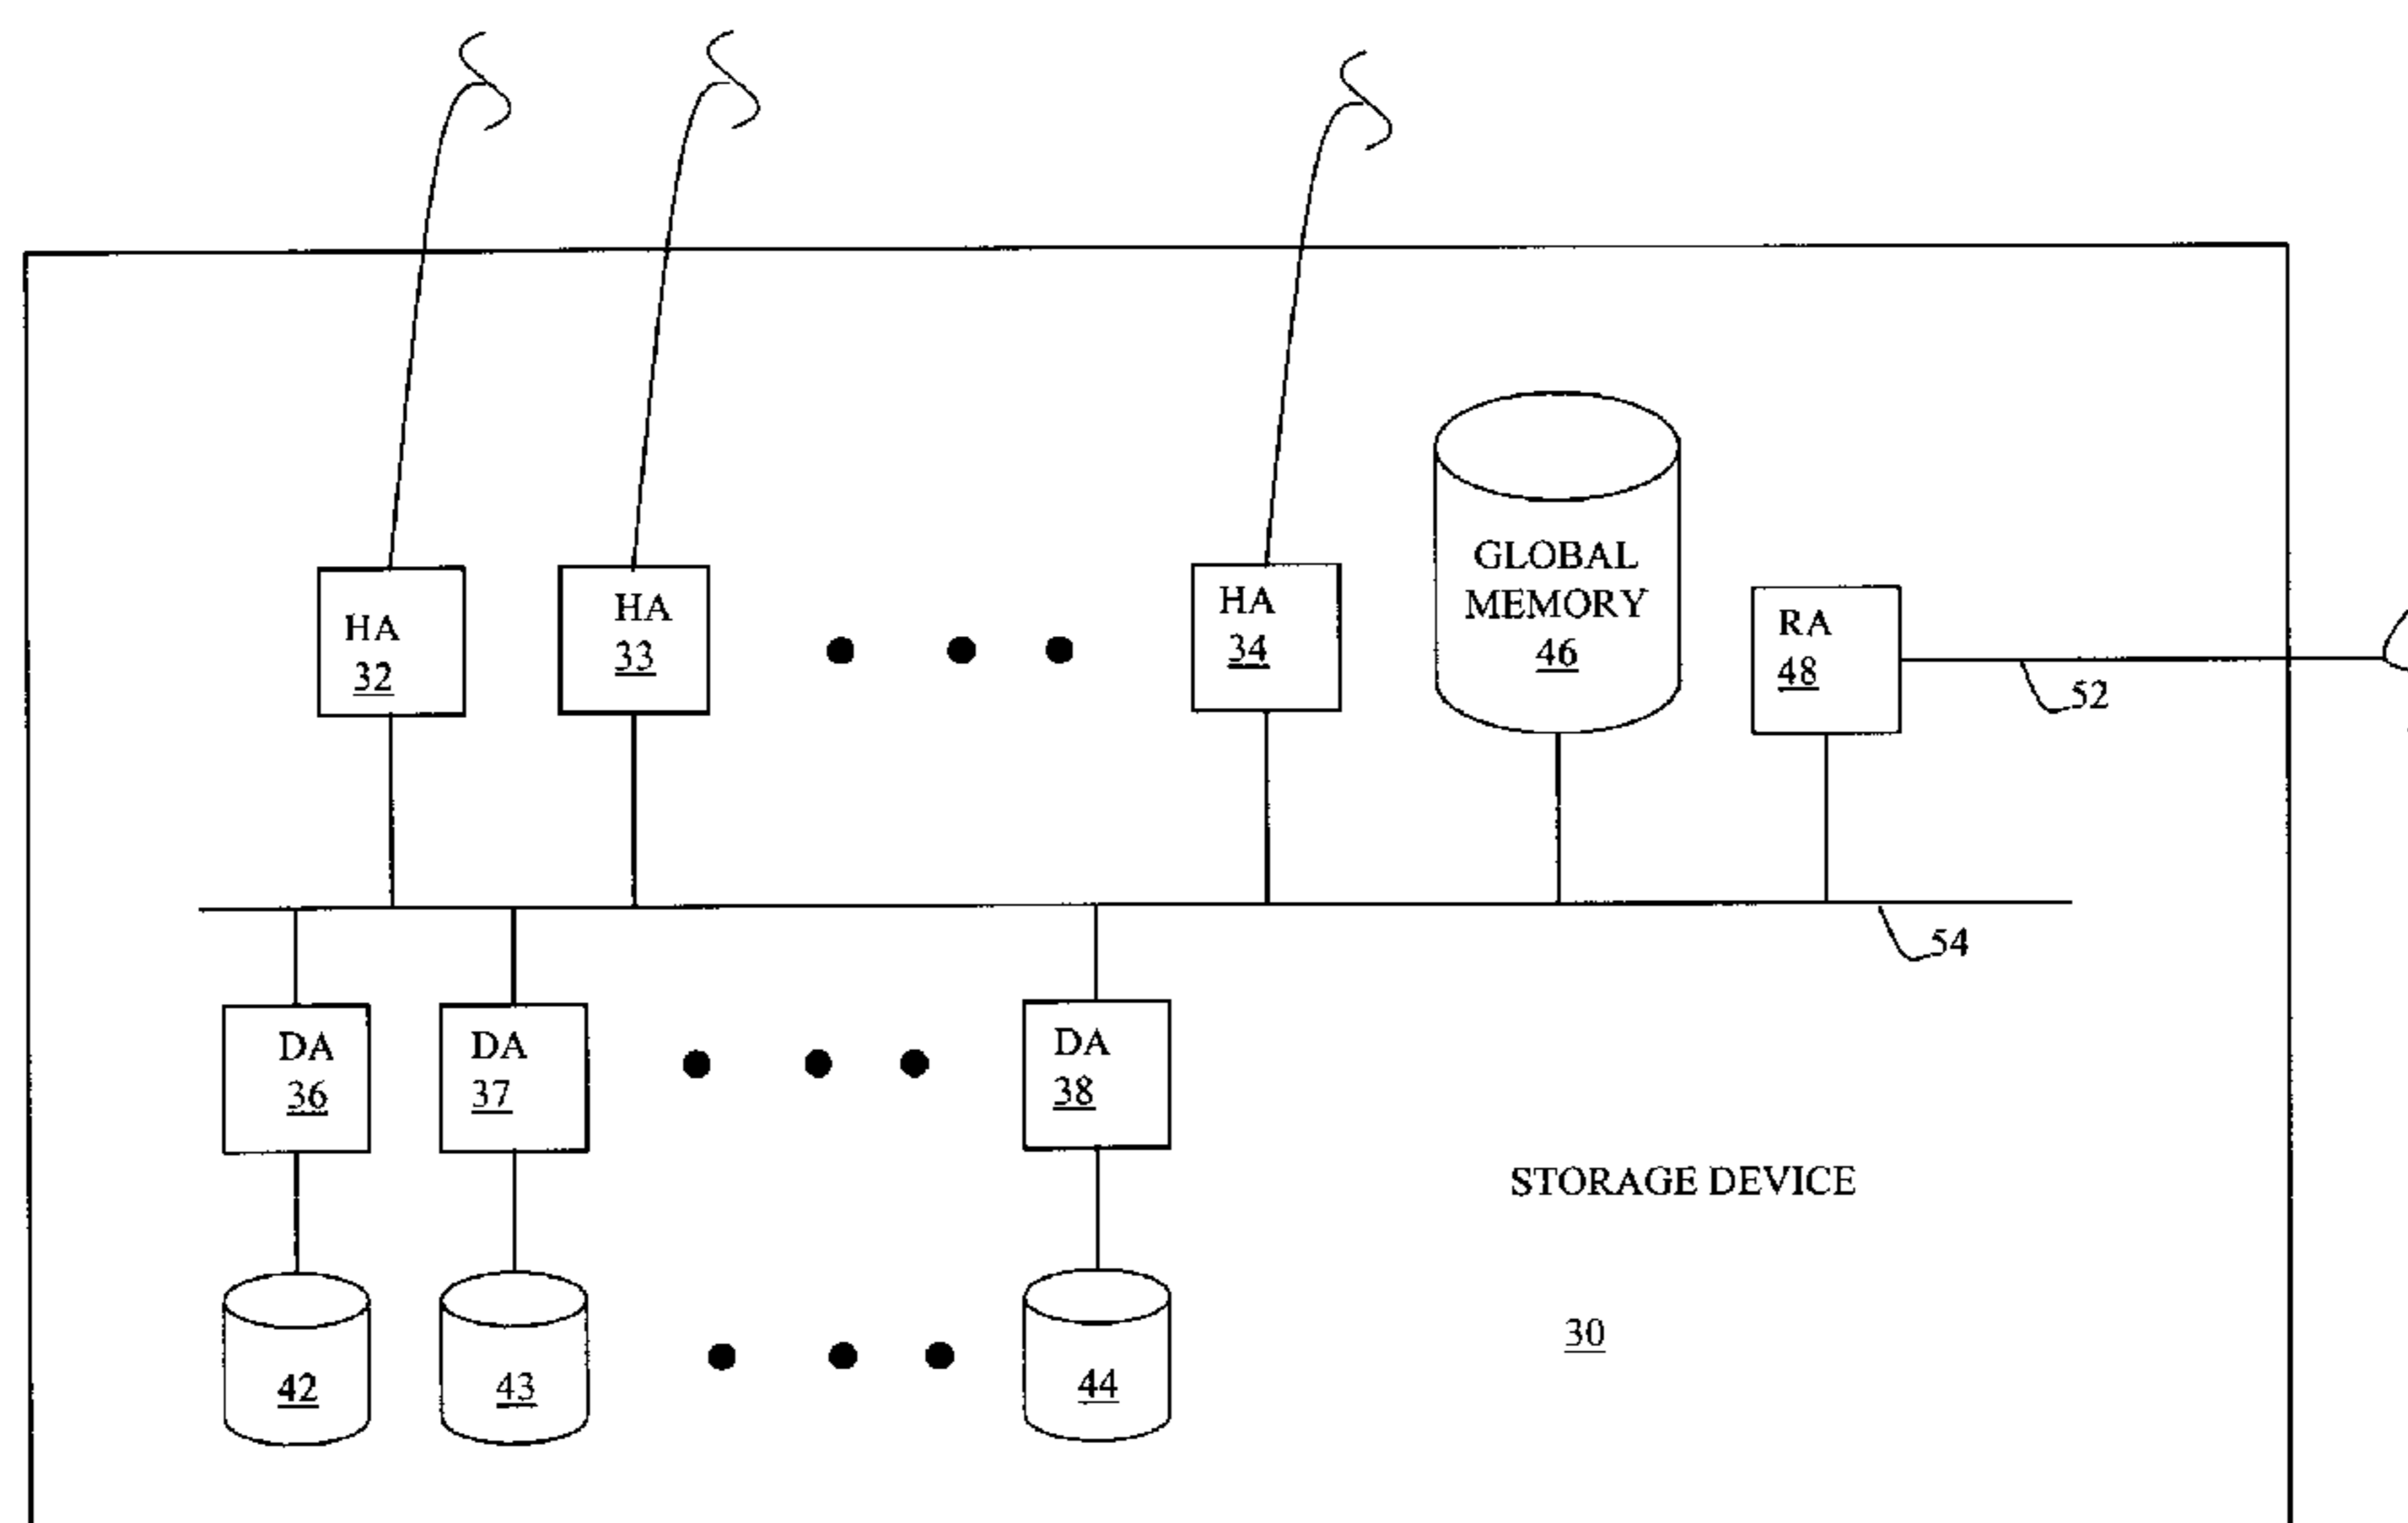 HA
32
HA
33
HA
34
GLOBAL
MEMORY
46
RA
48
52
54
DA
36
DA
37
DA
38
STORAGE DEVICE
30
42
43
44